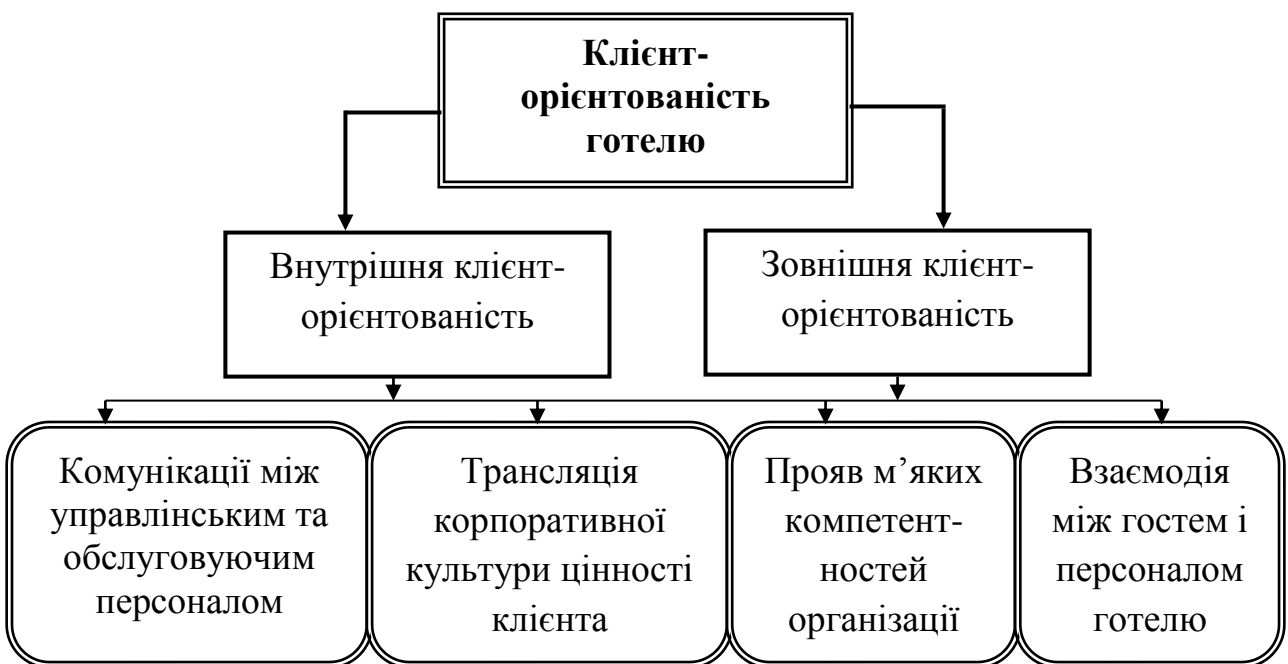 Клієнт-
орієнтованість
готелю
Внутрішня клієнт-
орієнтованість
Зовнішня клієнт-
орієнтованість
Комунікації між
управлінським та
обслуговуючим
персоналом
Трансляція
корпоративної
культури цінності
клієнта
Прояв м’яких
компетент-
ностей
організації
Взаємодія
між гостем і
персоналом
готелю